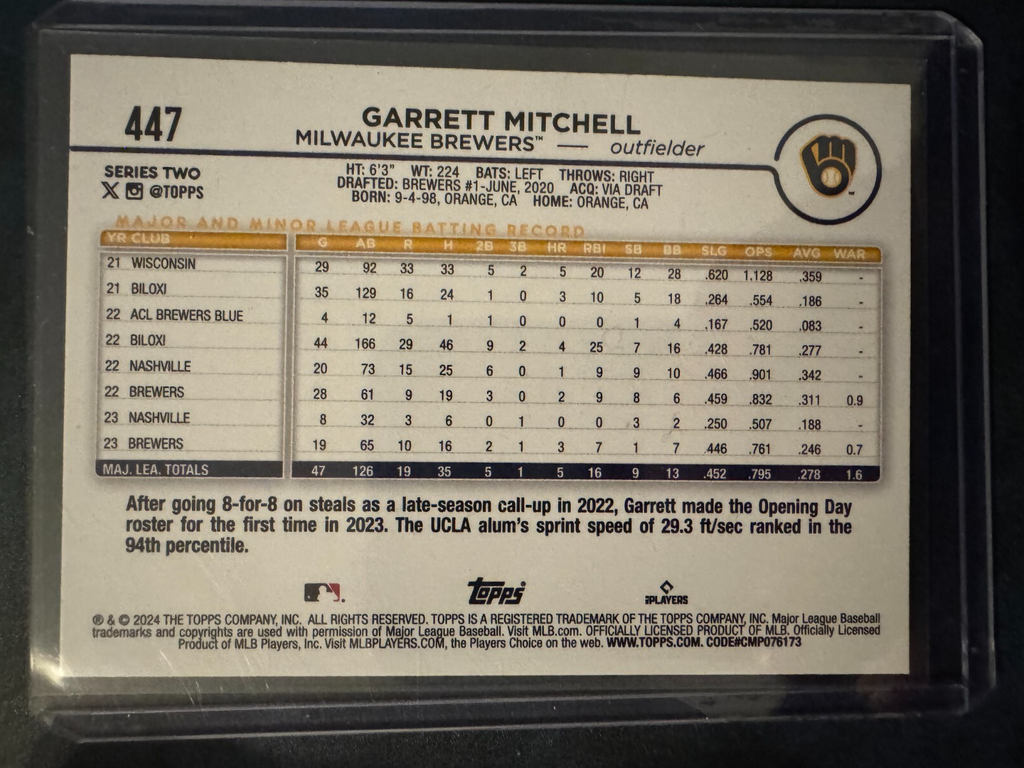 447
GARRETT MITCHELL
MILWAUKEE BREWERS™ — outfielder
SERIES TWO
X @TOPPS
HT: 6'3" WT: 224 BATS: LEFT THROWS: RIGHT
DRAFTED: BREWERS #1-JUNE, 2020 ACQ: VIA DRAFT
BORN: 9-4-98, ORANGE, CA HOME: ORANGE, CA
MAJOR AND MINOR LEAGUE BATTING RECORD
YR CLUB G AB R H 2B 3B HR RBI SB BB SLG OPS AVG WAR
21 WISCONSIN 29 92 33 33 5 2 5 20 12 28 .620 1.128 .359 -
21 BILOXI 35 129 16 24 1 0 3 10 5 18 .264 .554 .186 -
22 ACL BREWERS BLUE 4 12 5 1 1 0 0 0 1 4 .167 .520 .083 -
22 BILOXI 44 166 29 46 9 2 4 25 7 16 .428 .781 .277 -
22 NASHVILLE 20 73 15 25 6 0 1 9 9 10 .466 .901 .342 -
22 BREWERS 28 61 9 19 3 0 2 9 8 6 .459 .832 .311 0.9
23 NASHVILLE 8 32 3 6 0 1 0 0 3 2 .250 .507 .188 -
23 BREWERS 19 65 10 16 2 1 3 7 1 7 .446 .761 .246 0.7
MAJ. LEA. TOTALS 47 126 19 35 5 1 5 16 9 13 .452 .795 .278 1.6
After going 8-for-8 on steals as a late-season call-up in 2022, Garrett made the Opening Day
roster for the first time in 2023. The UCLA alum's sprint speed of 29.3 ft/sec ranked in the
94th percentile.
Topps
PLAYERS
® & © 2024 THE TOPPS COMPANY, INC. ALL RIGHTS RESERVED. TOPPS IS A REGISTERED TRADEMARK OF THE TOPPS COMPANY, INC. Major League Baseball
trademarks and copyrights are used with permission of Major League Baseball. Visit MLB.com. OFFICIALLY LICENSED PRODUCT OF MLB. Officially Licensed
Product of MLB Players, Inc. Visit MLBPLAYERS.COM, the Players Choice on the web. WWW.TOPPS.COM. CODE#CMP076173